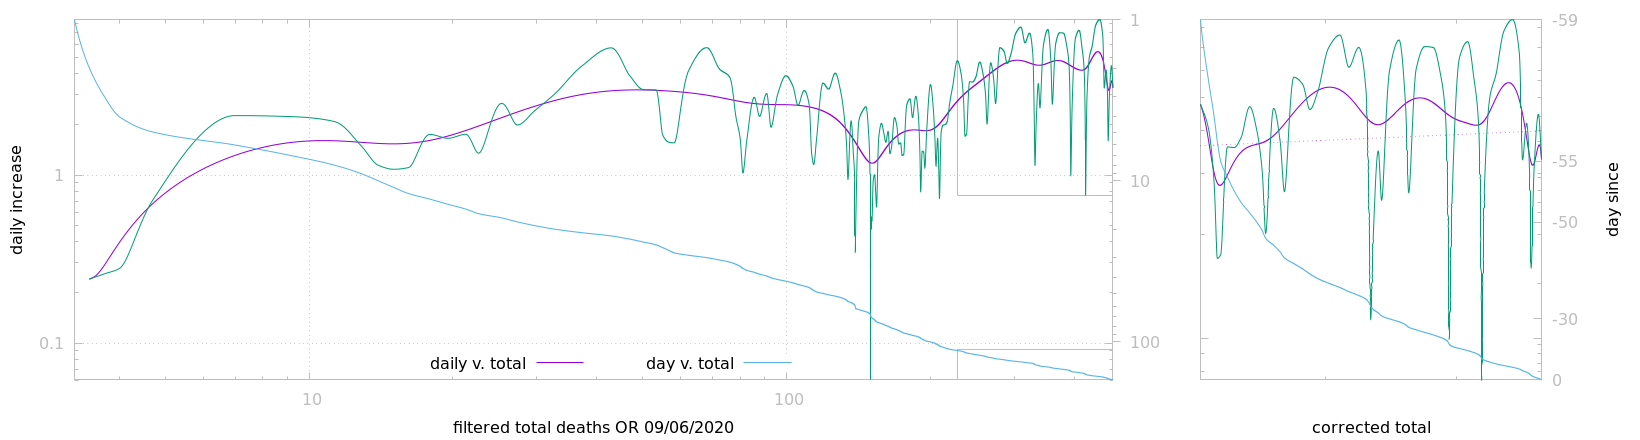 1
-59
1
10
100
daily increase
1
0.1
daily v. total
day v. total
10
100
filtered total deaths OR 09/06/2020
-55
-50
-30
0
day since
corrected total